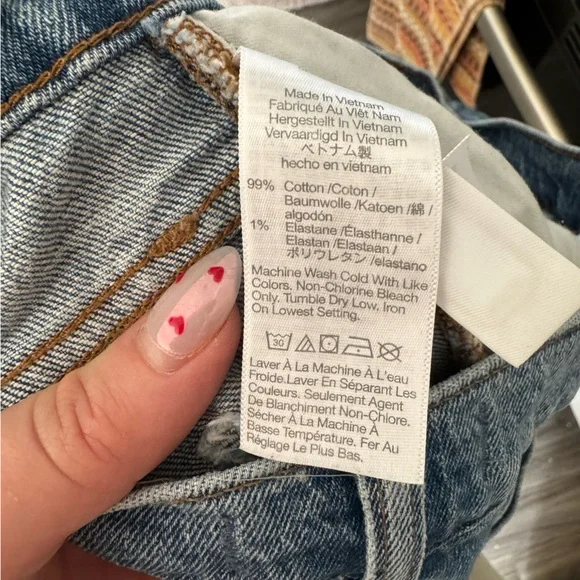 Made In Vietnam
Fabriqué Au Việt Nam
Hergestellt In Vietnam
Vervaardigd In Vietnam
ベトナム製
hecho en vietnam
99% Cotton /Coton /
Baumwolle /Katoen /綿 /
algodón
1% Elastane /Élasthanne /
Elastan /Elastaan /
ポリウレタン /elastano
Machine Wash Cold With Like
Colors. Non-Chlorine Bleach
Only. Tumble Dry Low. Iron
On Lowest Setting.
30
Laver À La Machine À L'eau
Froide.Laver En Séparant Les
Couleurs. Seulement Agent
De Blanchiment Non-Chlore.
Sécher À La Machine À
Basse Température. Fer Au
Réglage Le Plus Bas.